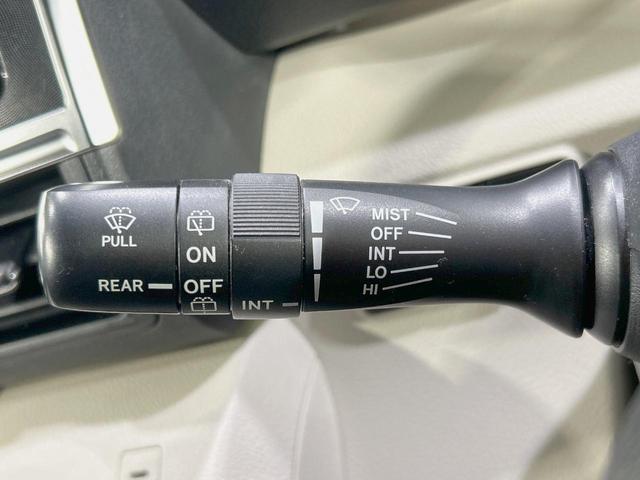 PULL
REAR
ON
OFF
INT
MIST
OFF
INT
LO
HI